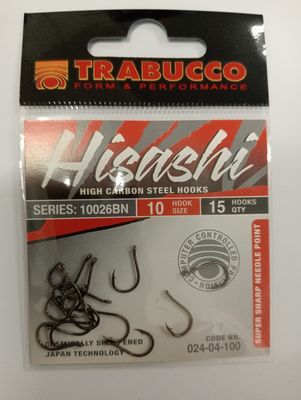 TRABUCCO
FORM & PERFORMANCE
Hisashi
HIGH CARBON STEEL HOOKS
SERIES: 10026BN
10 HOOK SIZE
15 HOOKS QTY
COMPUTER CONTROLLED PRECISION
SUPER SHARP NEEDLE POINT
CHEMICALLY SHARPENED
JAPAN TECHNOLOGY
CODE NR.
024-04-100